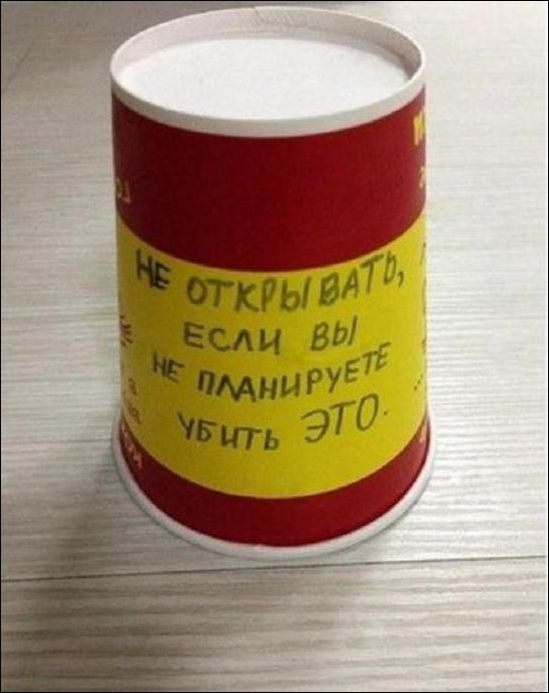 НЕ ОТКРЫВАТЬ,
ЕСЛИ ВЫ
НЕ ПЛАНИРУЕТЕ
УБИТЬ ЭТО.